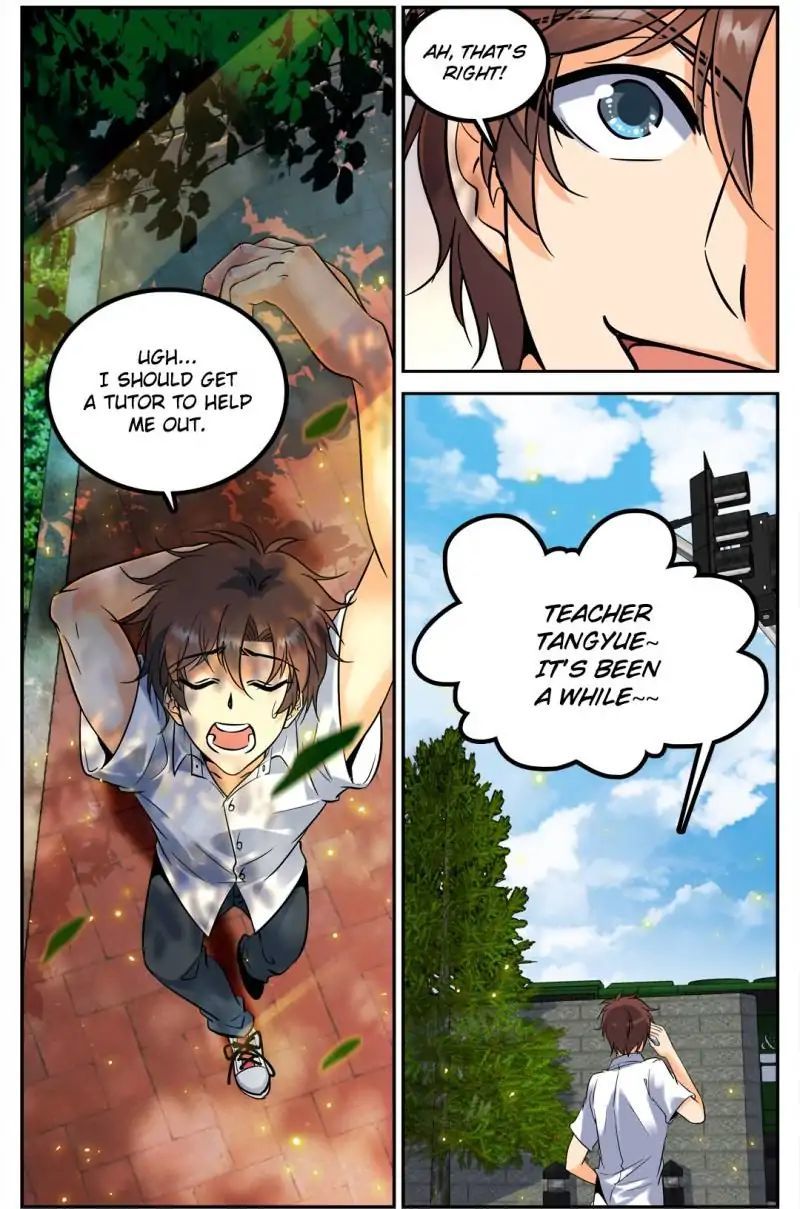 UGH...
I SHOULD GET
A TUTOR TO HELP
ME OUT.
AH, THAT'S
RIGHT!
TEACHER
TANGYUE~
IT'S BEEN
A WHILE~~